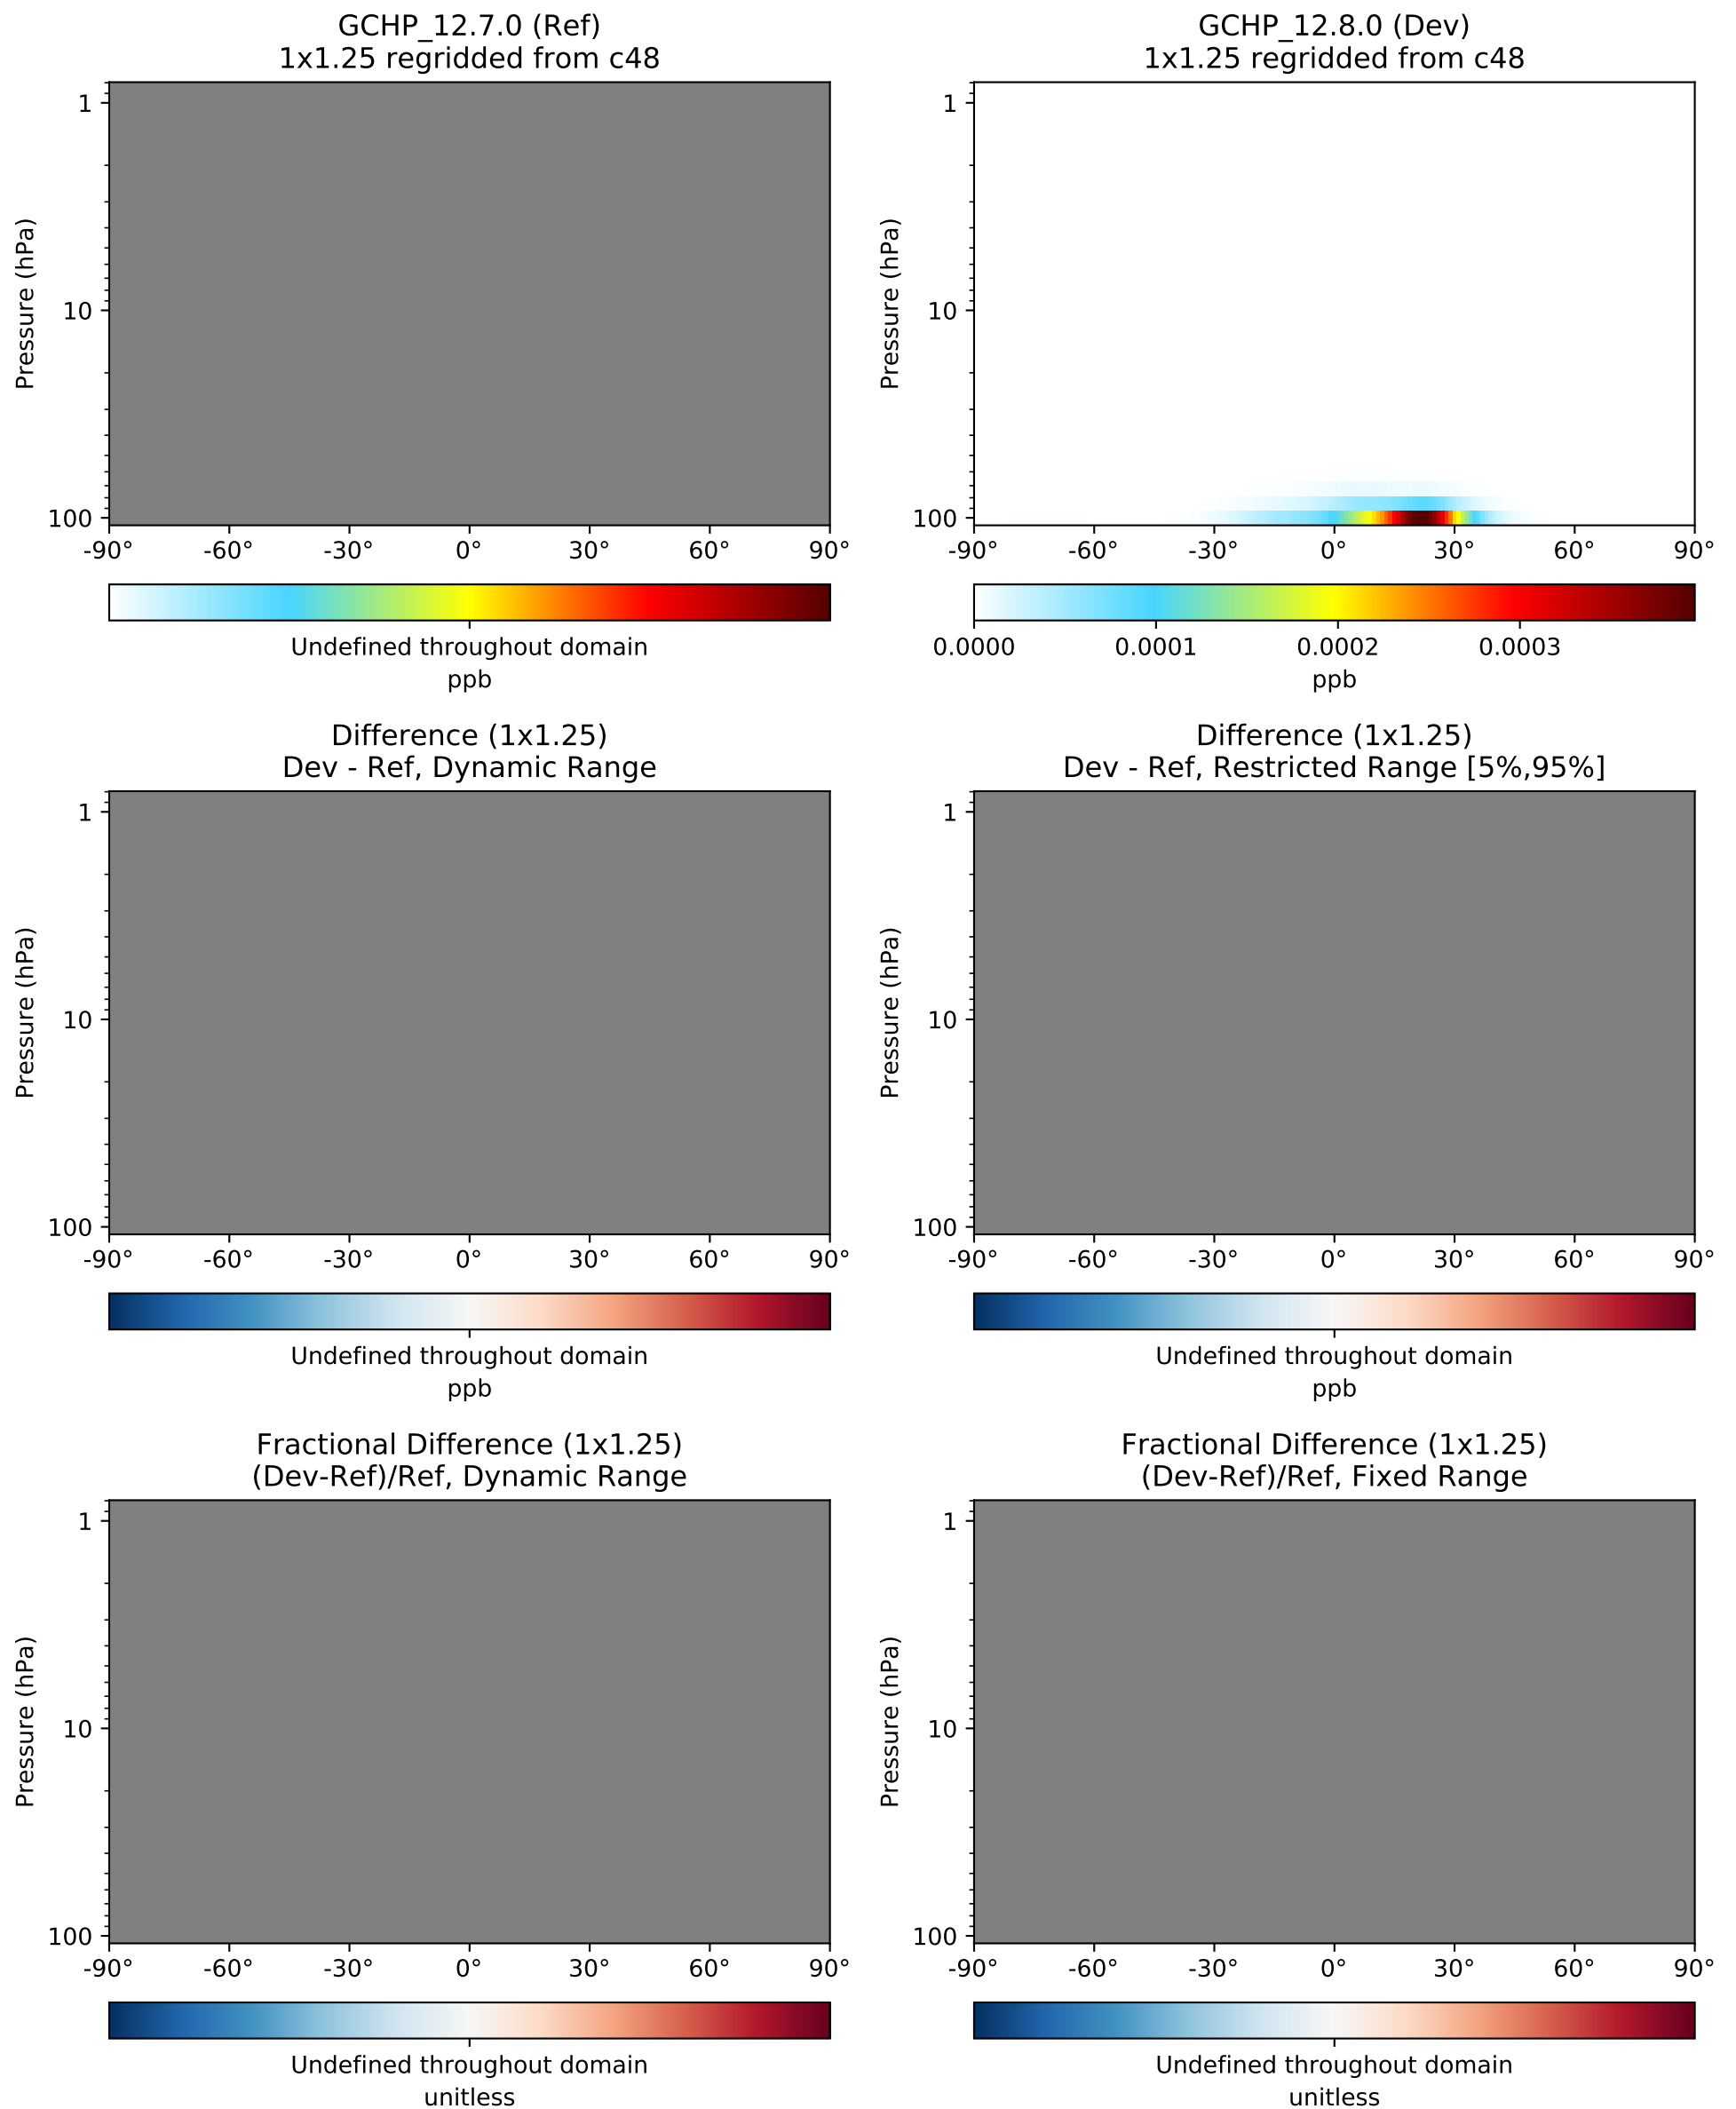 GCHP_12.7.0 (Ref)
1x1.25 regridded from c48
Pressure (hPa)
1
10
100
-90° -60° -30° 0° 30° 60° 90°
Undefined throughout domain
ppb
GCHP_12.8.0 (Dev)
1x1.25 regridded from c48
Pressure (hPa)
1
10
100
-90° -60° -30° 0° 30° 60° 90°
0.0000 0.0001 0.0002 0.0003
ppb
Difference (1x1.25)
Dev - Ref, Dynamic Range
Pressure (hPa)
1
10
100
-90° -60° -30° 0° 30° 60° 90°
Undefined throughout domain
ppb
Difference (1x1.25)
Dev - Ref, Restricted Range [5%,95%]
Pressure (hPa)
1
10
100
-90° -60° -30° 0° 30° 60° 90°
Undefined throughout domain
ppb
Fractional Difference (1x1.25)
(Dev-Ref)/Ref, Dynamic Range
Pressure (hPa)
1
10
100
-90° -60° -30° 0° 30° 60° 90°
Undefined throughout domain
unitless
Fractional Difference (1x1.25)
(Dev-Ref)/Ref, Fixed Range
Pressure (hPa)
1
10
100
-90° -60° -30° 0° 30° 60° 90°
Undefined throughout domain
unitless